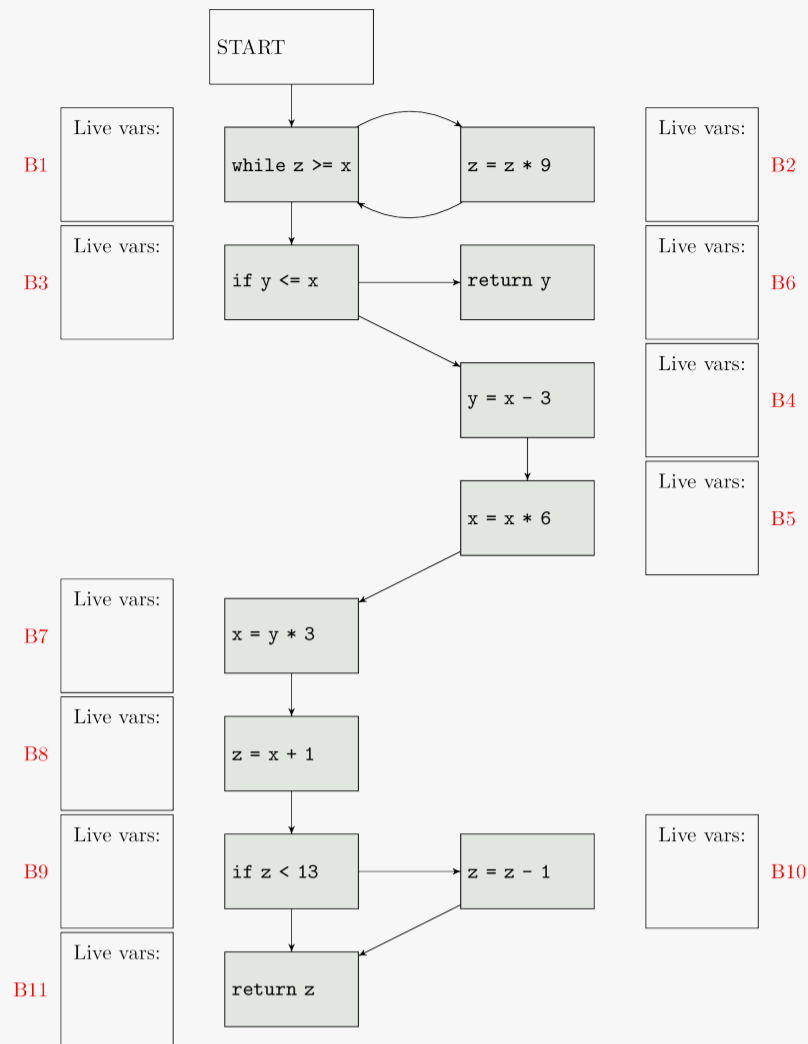 START
Live vars:
B1
while z >= x
z = z * 9
Live vars:
B2
Live vars:
B3
if y <= x
return y
Live vars:
B6
y = x - 3
Live vars:
B4
x = x * 6
Live vars:
B5
Live vars:
B7
x = y * 3
Live vars:
B8
z = x + 1
Live vars:
B9
if z < 13
z = z - 1
Live vars:
B10
Live vars:
B11
return z